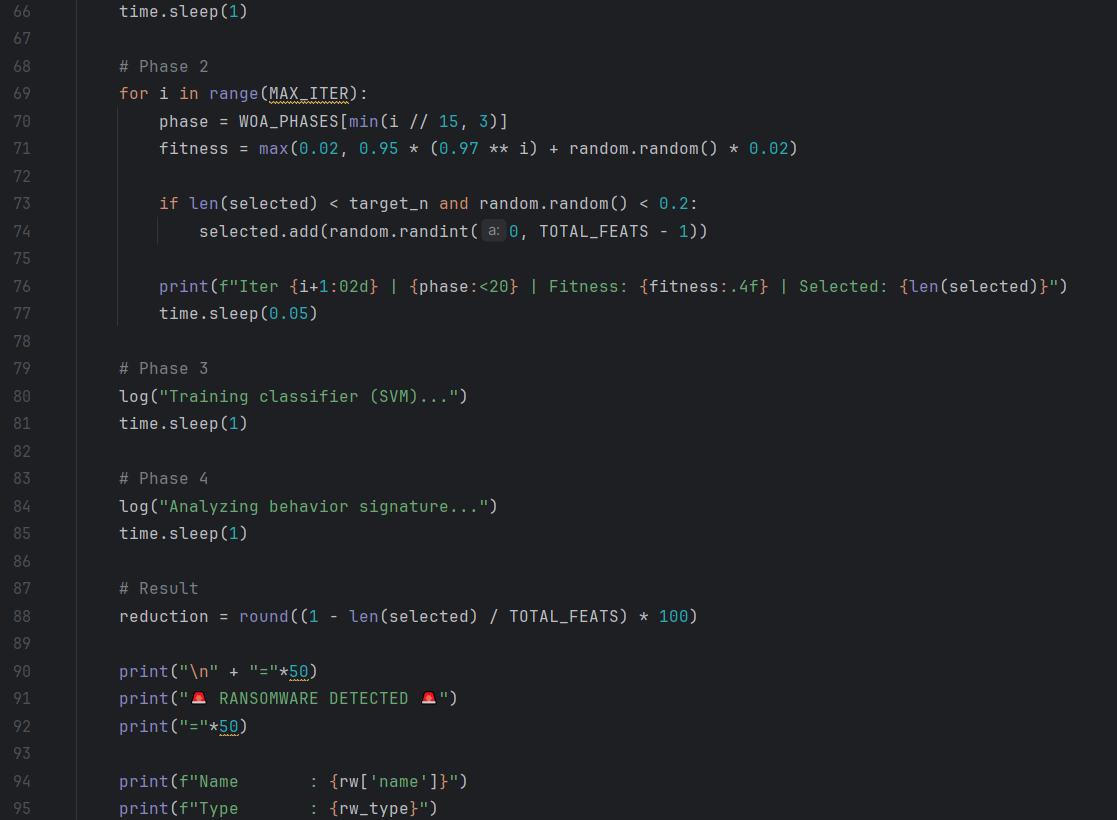 66 time.sleep(1)
67
68 # Phase 2
69 for i in range(MAX_ITER):
70 phase = WOA_PHASES[min(i // 15, 3)]
71 fitness = max(0.02, 0.95 * (0.97 ** i) + random.random() * 0.02)
72
73 if len(selected) < target_n and random.random() < 0.2:
74 selected.add(random.randint(a: 0, TOTAL_FEATS - 1))
75
76 print(f"Iter {i+1:02d} | {phase:<20} | Fitness: {fitness:.4f} | Selected: {len(selected)}")
77 time.sleep(0.05)
78
79 # Phase 3
80 log("Training classifier (SVM)...")
81 time.sleep(1)
82
83 # Phase 4
84 log("Analyzing behavior signature...")
85 time.sleep(1)
86
87 # Result
88 reduction = round((1 - len(selected) / TOTAL_FEATS) * 100)
89
90 print("\n" + "="*50)
91 print("🚨 RANSOMWARE DETECTED 🚨")
92 print("="*50)
93
94 print(f"Name       : {rw['name']}")
95 print(f"Type       : {rw_type}")